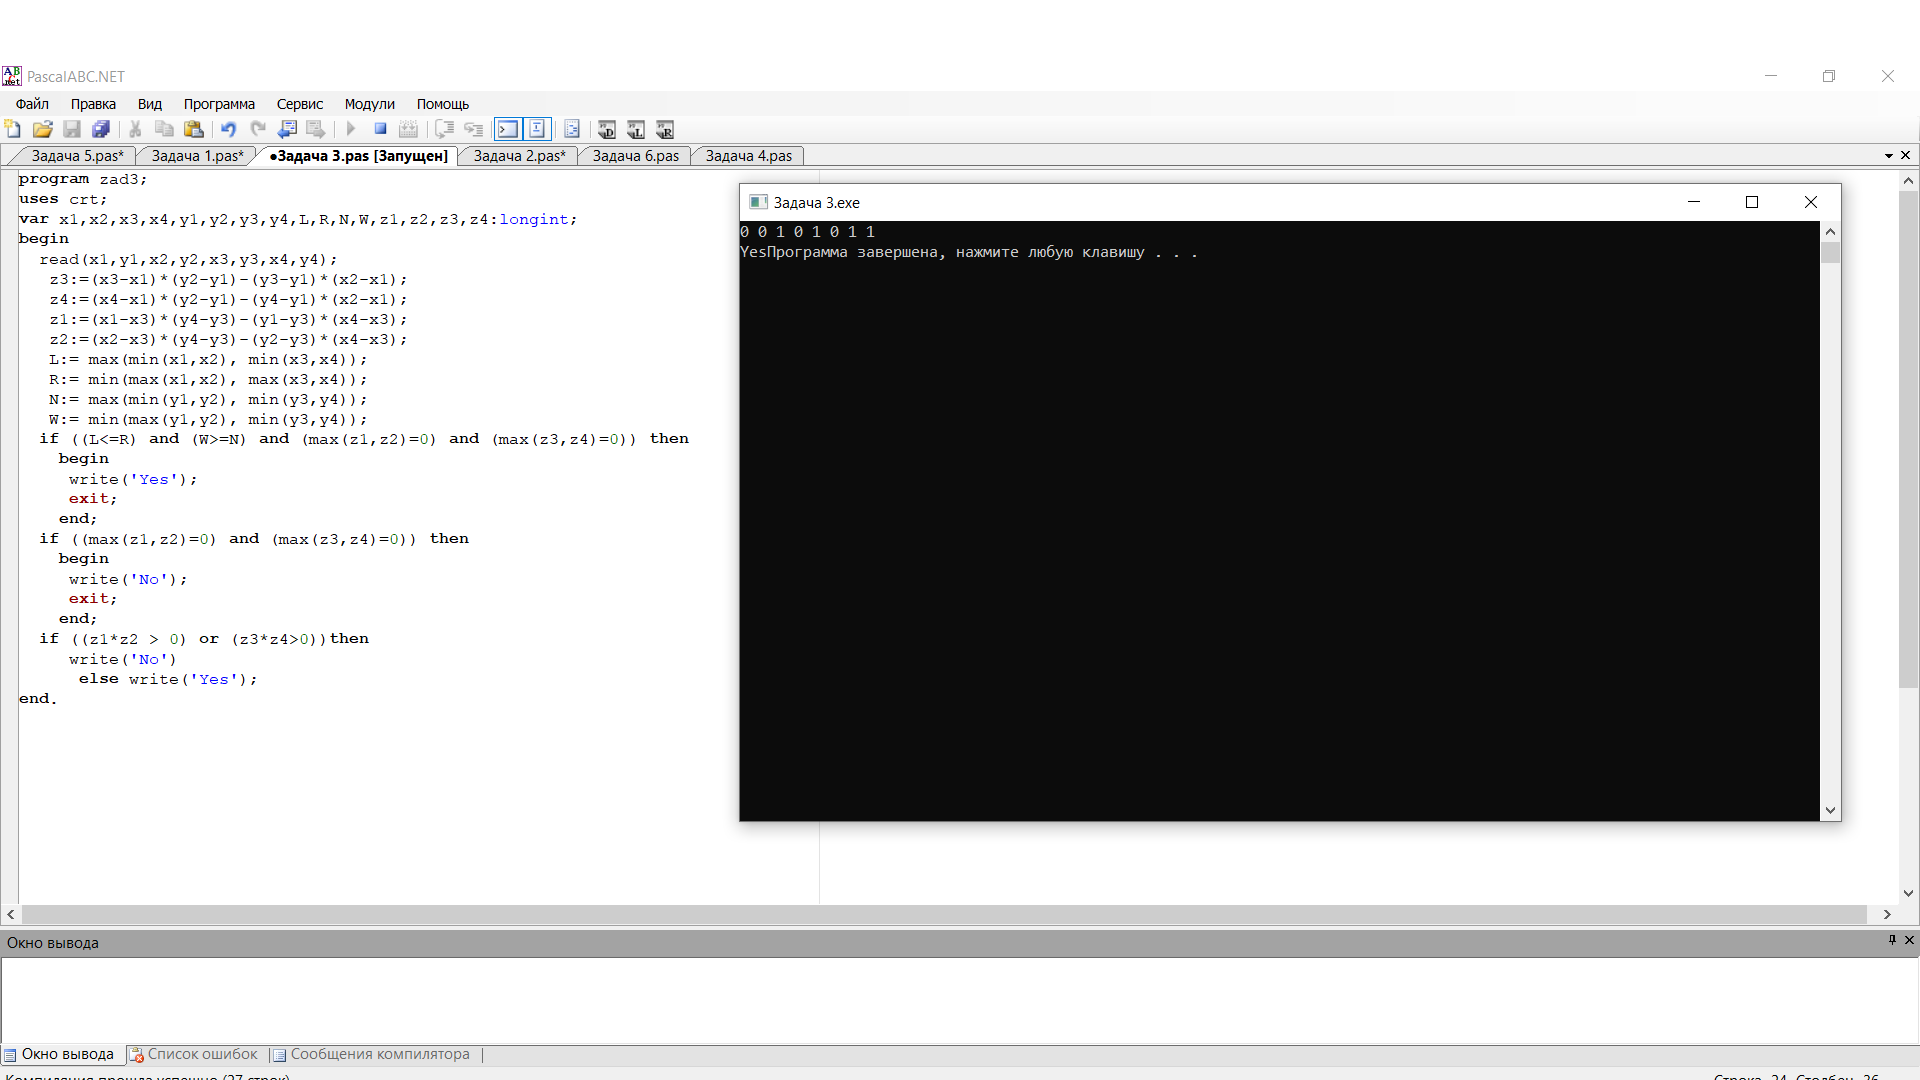 PascalABC.NET
Файл Правка Вид Программа Сервис Модули Помощь
Задача 5.pas* Задача 1.pas* •Задача 3.pas [Запущен] Задача 2.pas* Задача 6.pas Задача 4.pas
program zad3;
uses crt;
var x1,x2,x3,x4,y1,y2,y3,y4,L,R,N,W,z1,z2,z3,z4:longint;
begin
read(x1,y1,x2,y2,x3,y3,x4,y4);
z3:=(x3-x1)*(y2-y1)-(y3-y1)*(x2-x1);
z4:=(x4-x1)*(y2-y1)-(y4-y1)*(x2-x1);
z1:=(x1-x3)*(y4-y3)-(y1-y3)*(x4-x3);
z2:=(x2-x3)*(y4-y3)-(y2-y3)*(x4-x3);
L:= max(min(x1,x2), min(x3,x4));
R:= min(max(x1,x2), max(x3,x4));
N:= max(min(y1,y2), min(y3,y4));
W:= min(max(y1,y2), min(y3,y4));
if ((L<=R) and (W>=N) and (max(z1,z2)=0) and (max(z3,z4)=0)) then
begin
write('Yes');
exit;
end;
if ((max(z1,z2)=0) and (max(z3,z4)=0)) then
begin
write('No');
exit;
end;
if ((z1*z2 > 0) or (z3*z4>0))then
write('No')
else write('Yes');
end.
Задача 3.exe
0 0 1 0 1 0 1 1
YesПрограмма завершена, нажмите любую клавишу . . .
Окно вывода
Окно вывода Список ошибок Сообщения компилятора
Компиляция прошла успешно (27 строк) Строка 24 Столбец 26